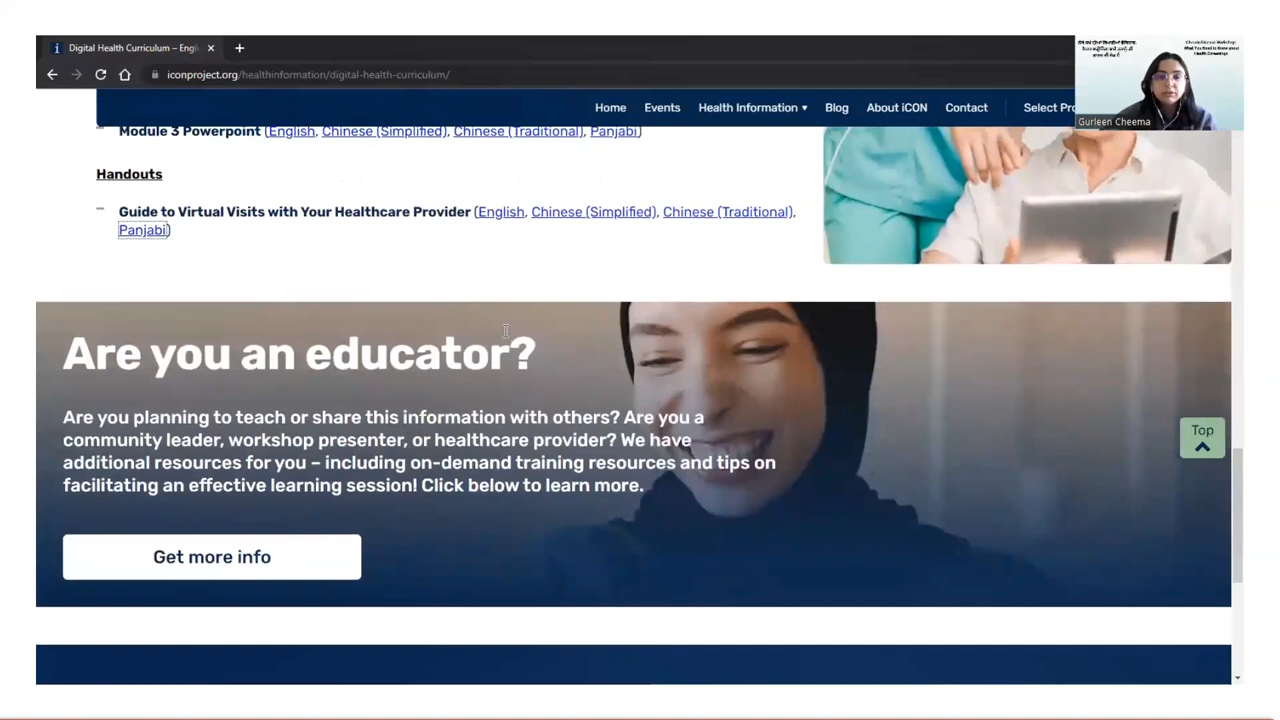 Digital Health Curriculum – Engli
iconproject.org/healthinformation/digital-health-curriculum/
Home Events Health Information ▾ Blog About iCON Contact Select Pro
Gurleen Cheema
Module 3 Powerpoint (English, Chinese (Simplified), Chinese (Traditional), Panjabi)
Handouts
Guide to Virtual Visits with Your Healthcare Provider (English, Chinese (Simplified), Chinese (Traditional),
Panjabi)
Are you an educator?
Are you planning to teach or share this information with others? Are you a
community leader, workshop presenter, or healthcare provider? We have
additional resources for you – including on-demand training resources and tips on
facilitating an effective learning session! Click below to learn more.
Top
Get more info